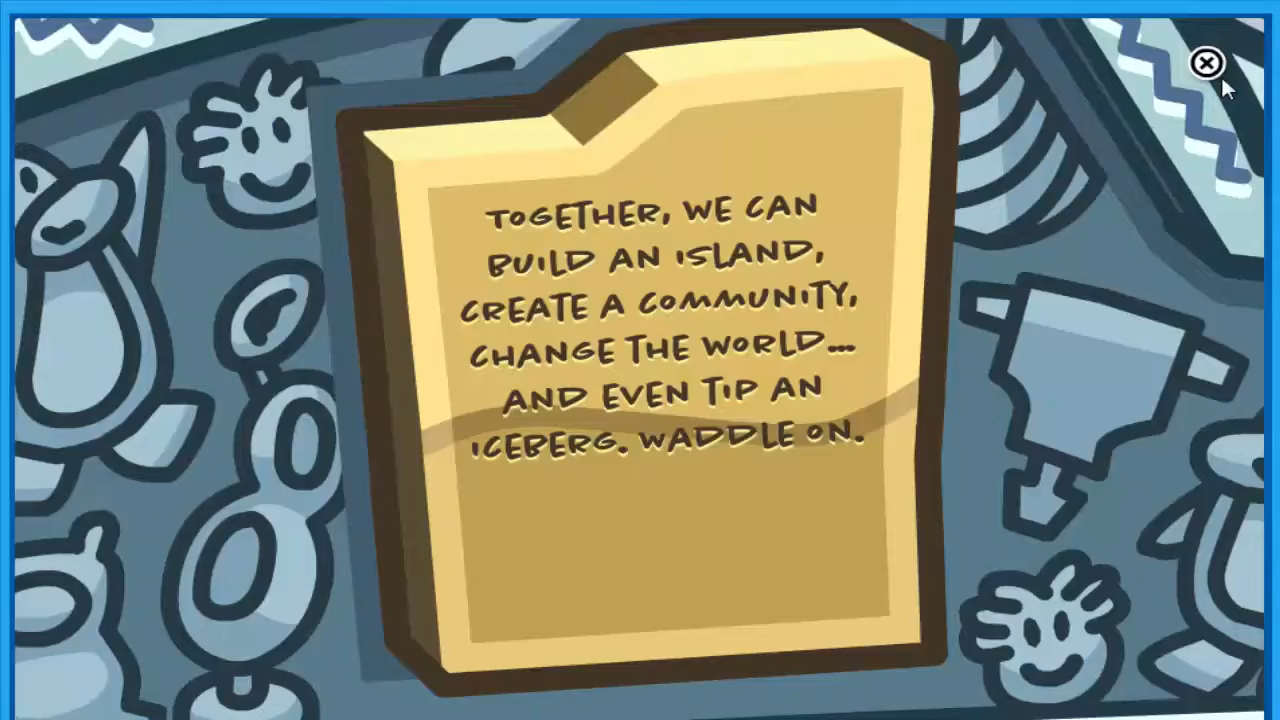 TOGETHER, WE CAN
BUILD AN ISLAND,
CREATE A COMMUNITY,
CHANGE THE WORLD...
AND EVEN TIP AN
ICEBERG. WADDLE ON.